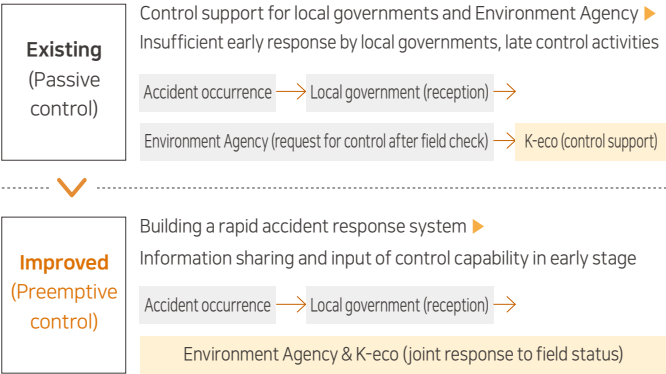 Existing
(Passive
control)
Control support for local governments and Environment Agency ▶
Insufficient early response by local governments, late control activities
Accident occurrence → Local government (reception) →
Environment Agency (request for control after field check) → K-eco (control support)
Improved
(Preemptive
control)
Building a rapid accident response system ▶
Information sharing and input of control capability in early stage
Accident occurrence → Local government (reception) →
Environment Agency & K-eco (joint response to field status)